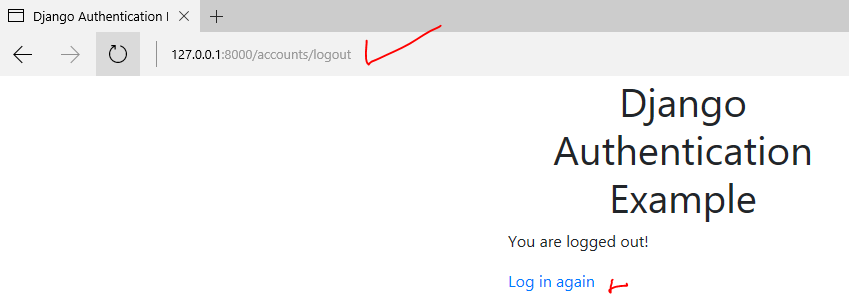 Django Authentication I
127.0.0.1:8000/accounts/logout
Django
Authentication
Example
You are logged out!
Log in again